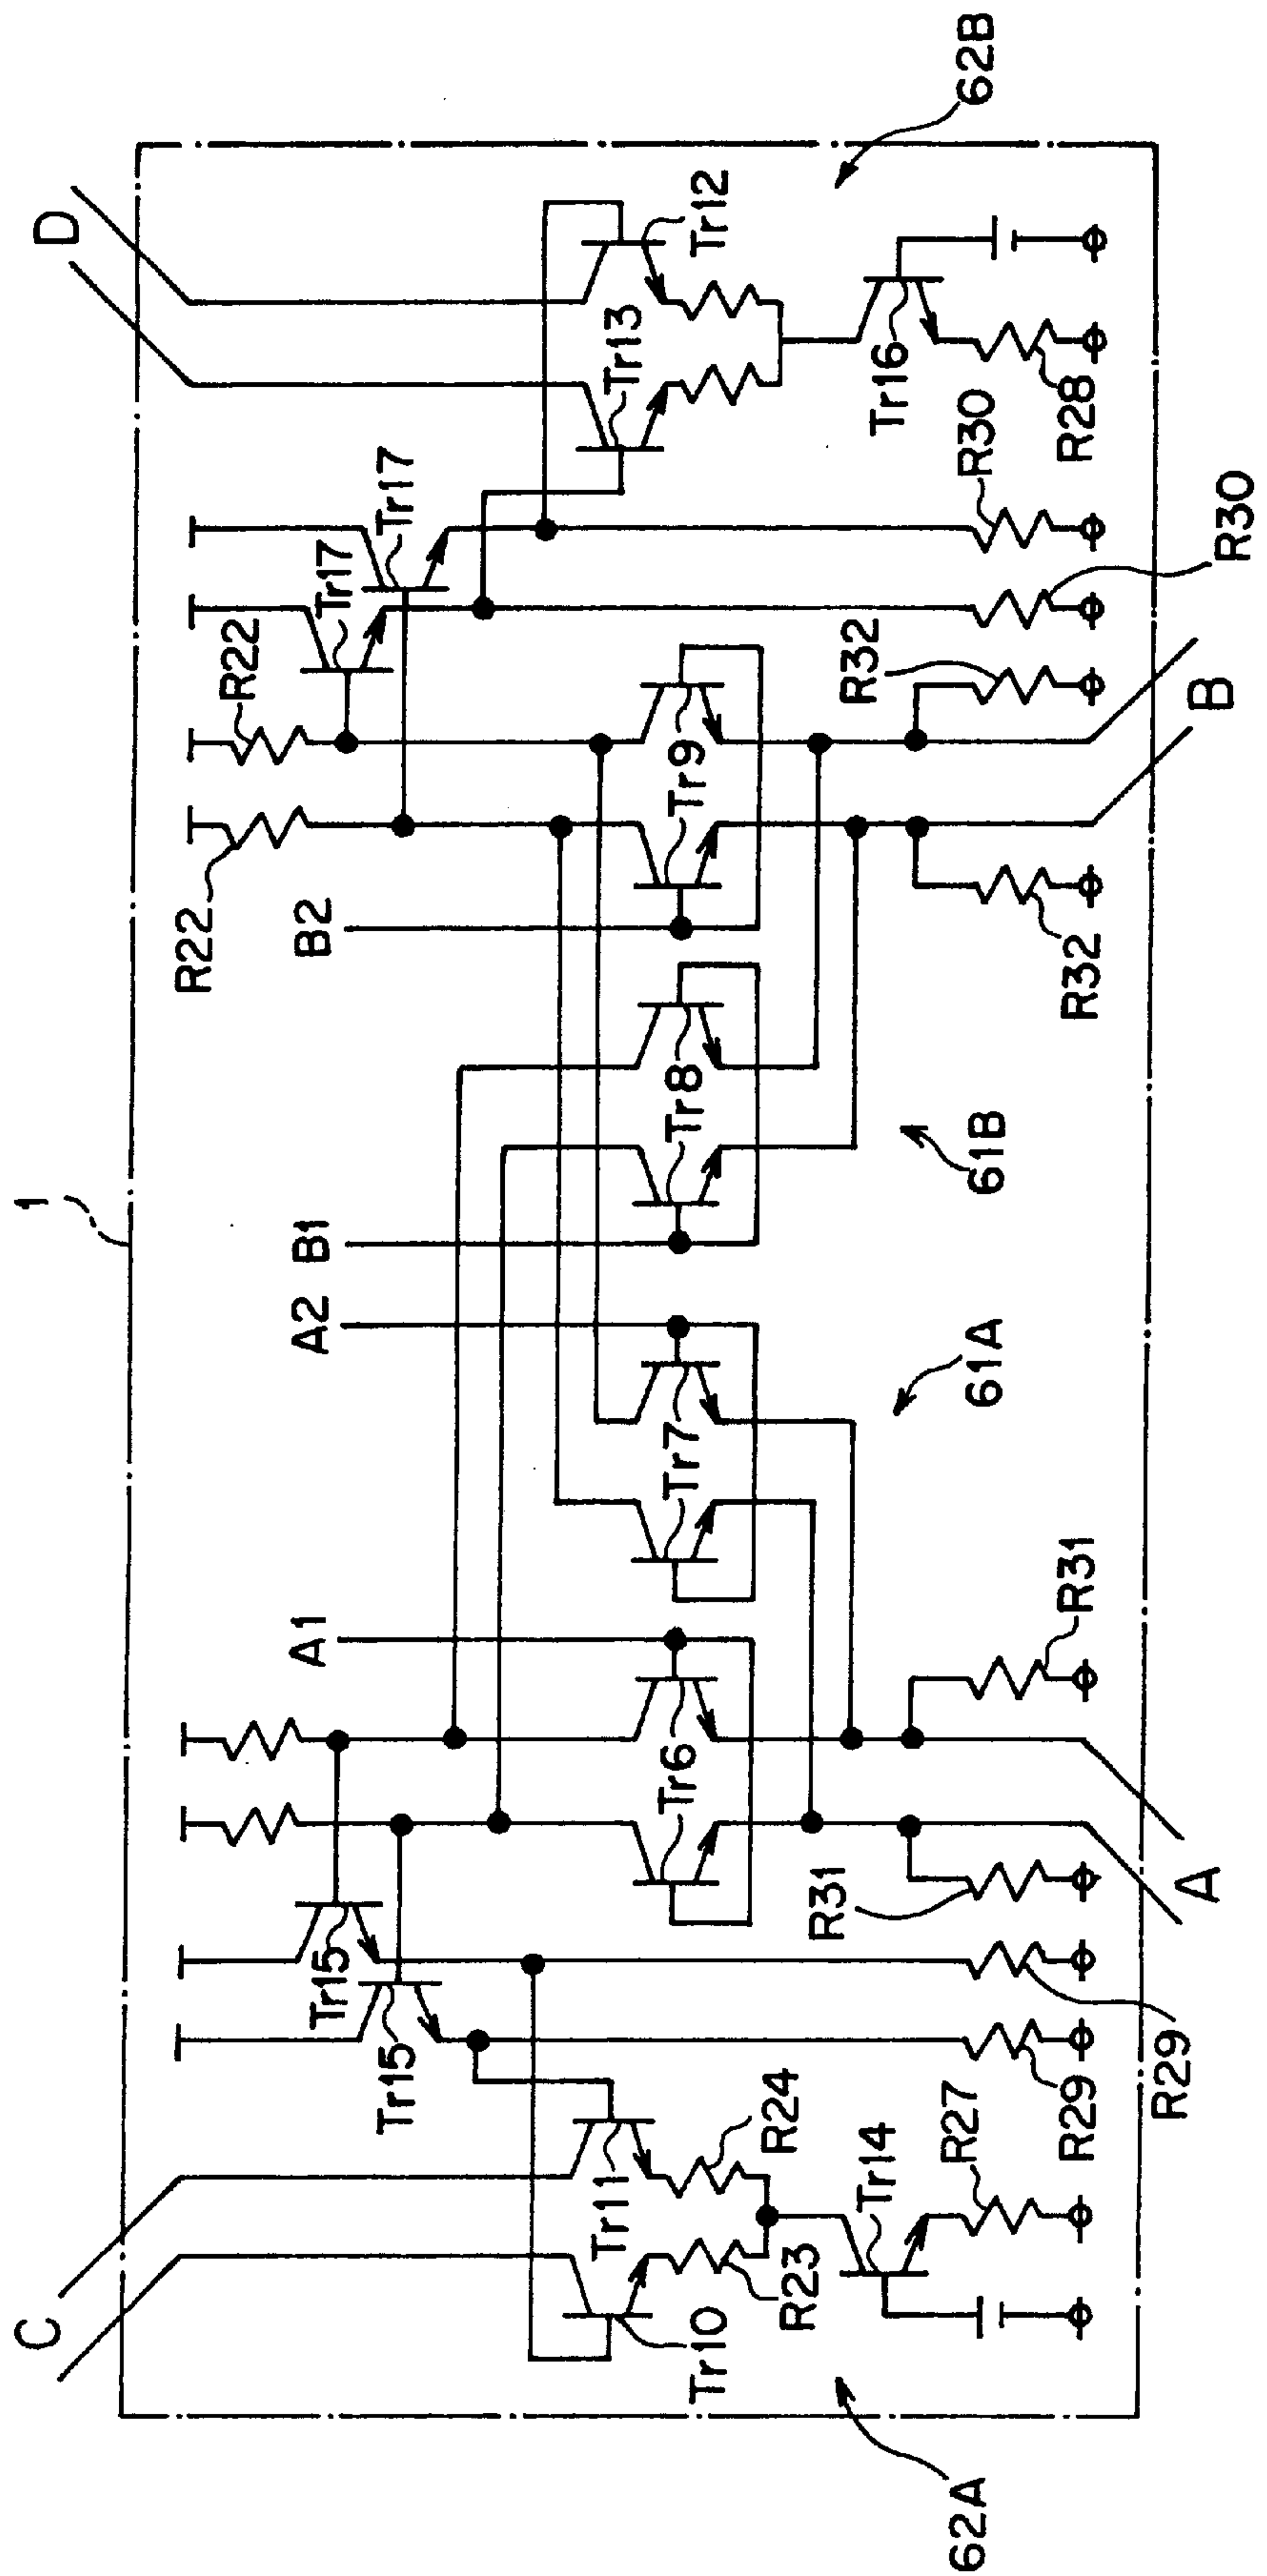 1
C
D
R22
R22
Tr15
Tr15
Tr17
Tr17
A1
A2
B1
B2
Tr10
Tr11
Tr6
Tr7
Tr8
Tr9
Tr13
Tr12
R23
R24
Tr14
Tr16
R27
R29
R29
R31
R31
61A
61B
R32
R32
R30
R30
R28
62A
A
B
62B